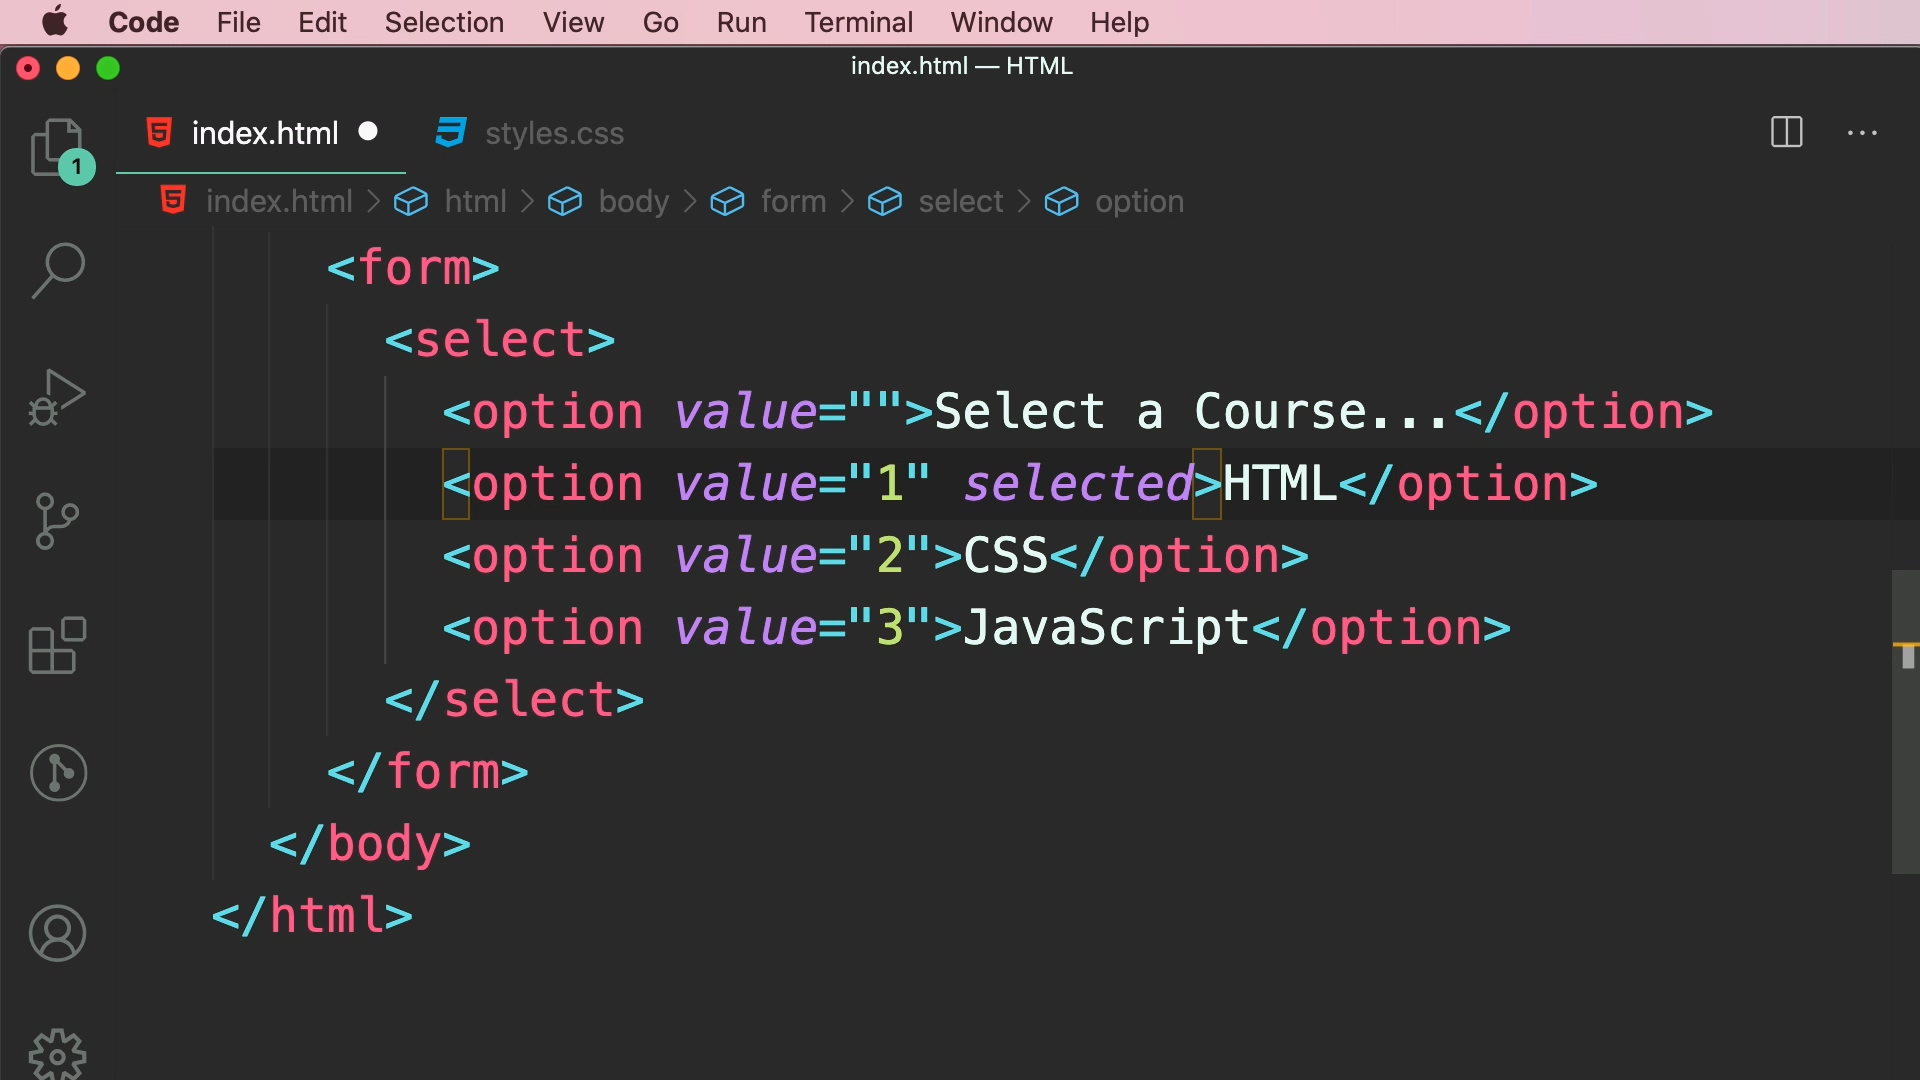 Code File Edit Selection View Go Run Terminal Window Help
index.html — HTML
index.html styles.css
1
index.html > html > body > form > select > option
<form>
<select>
<option value="">Select a Course...</option>
<option value="1" selected>HTML</option>
<option value="2">CSS</option>
<option value="3">JavaScript</option>
</select>
</form>
</body>
</html>